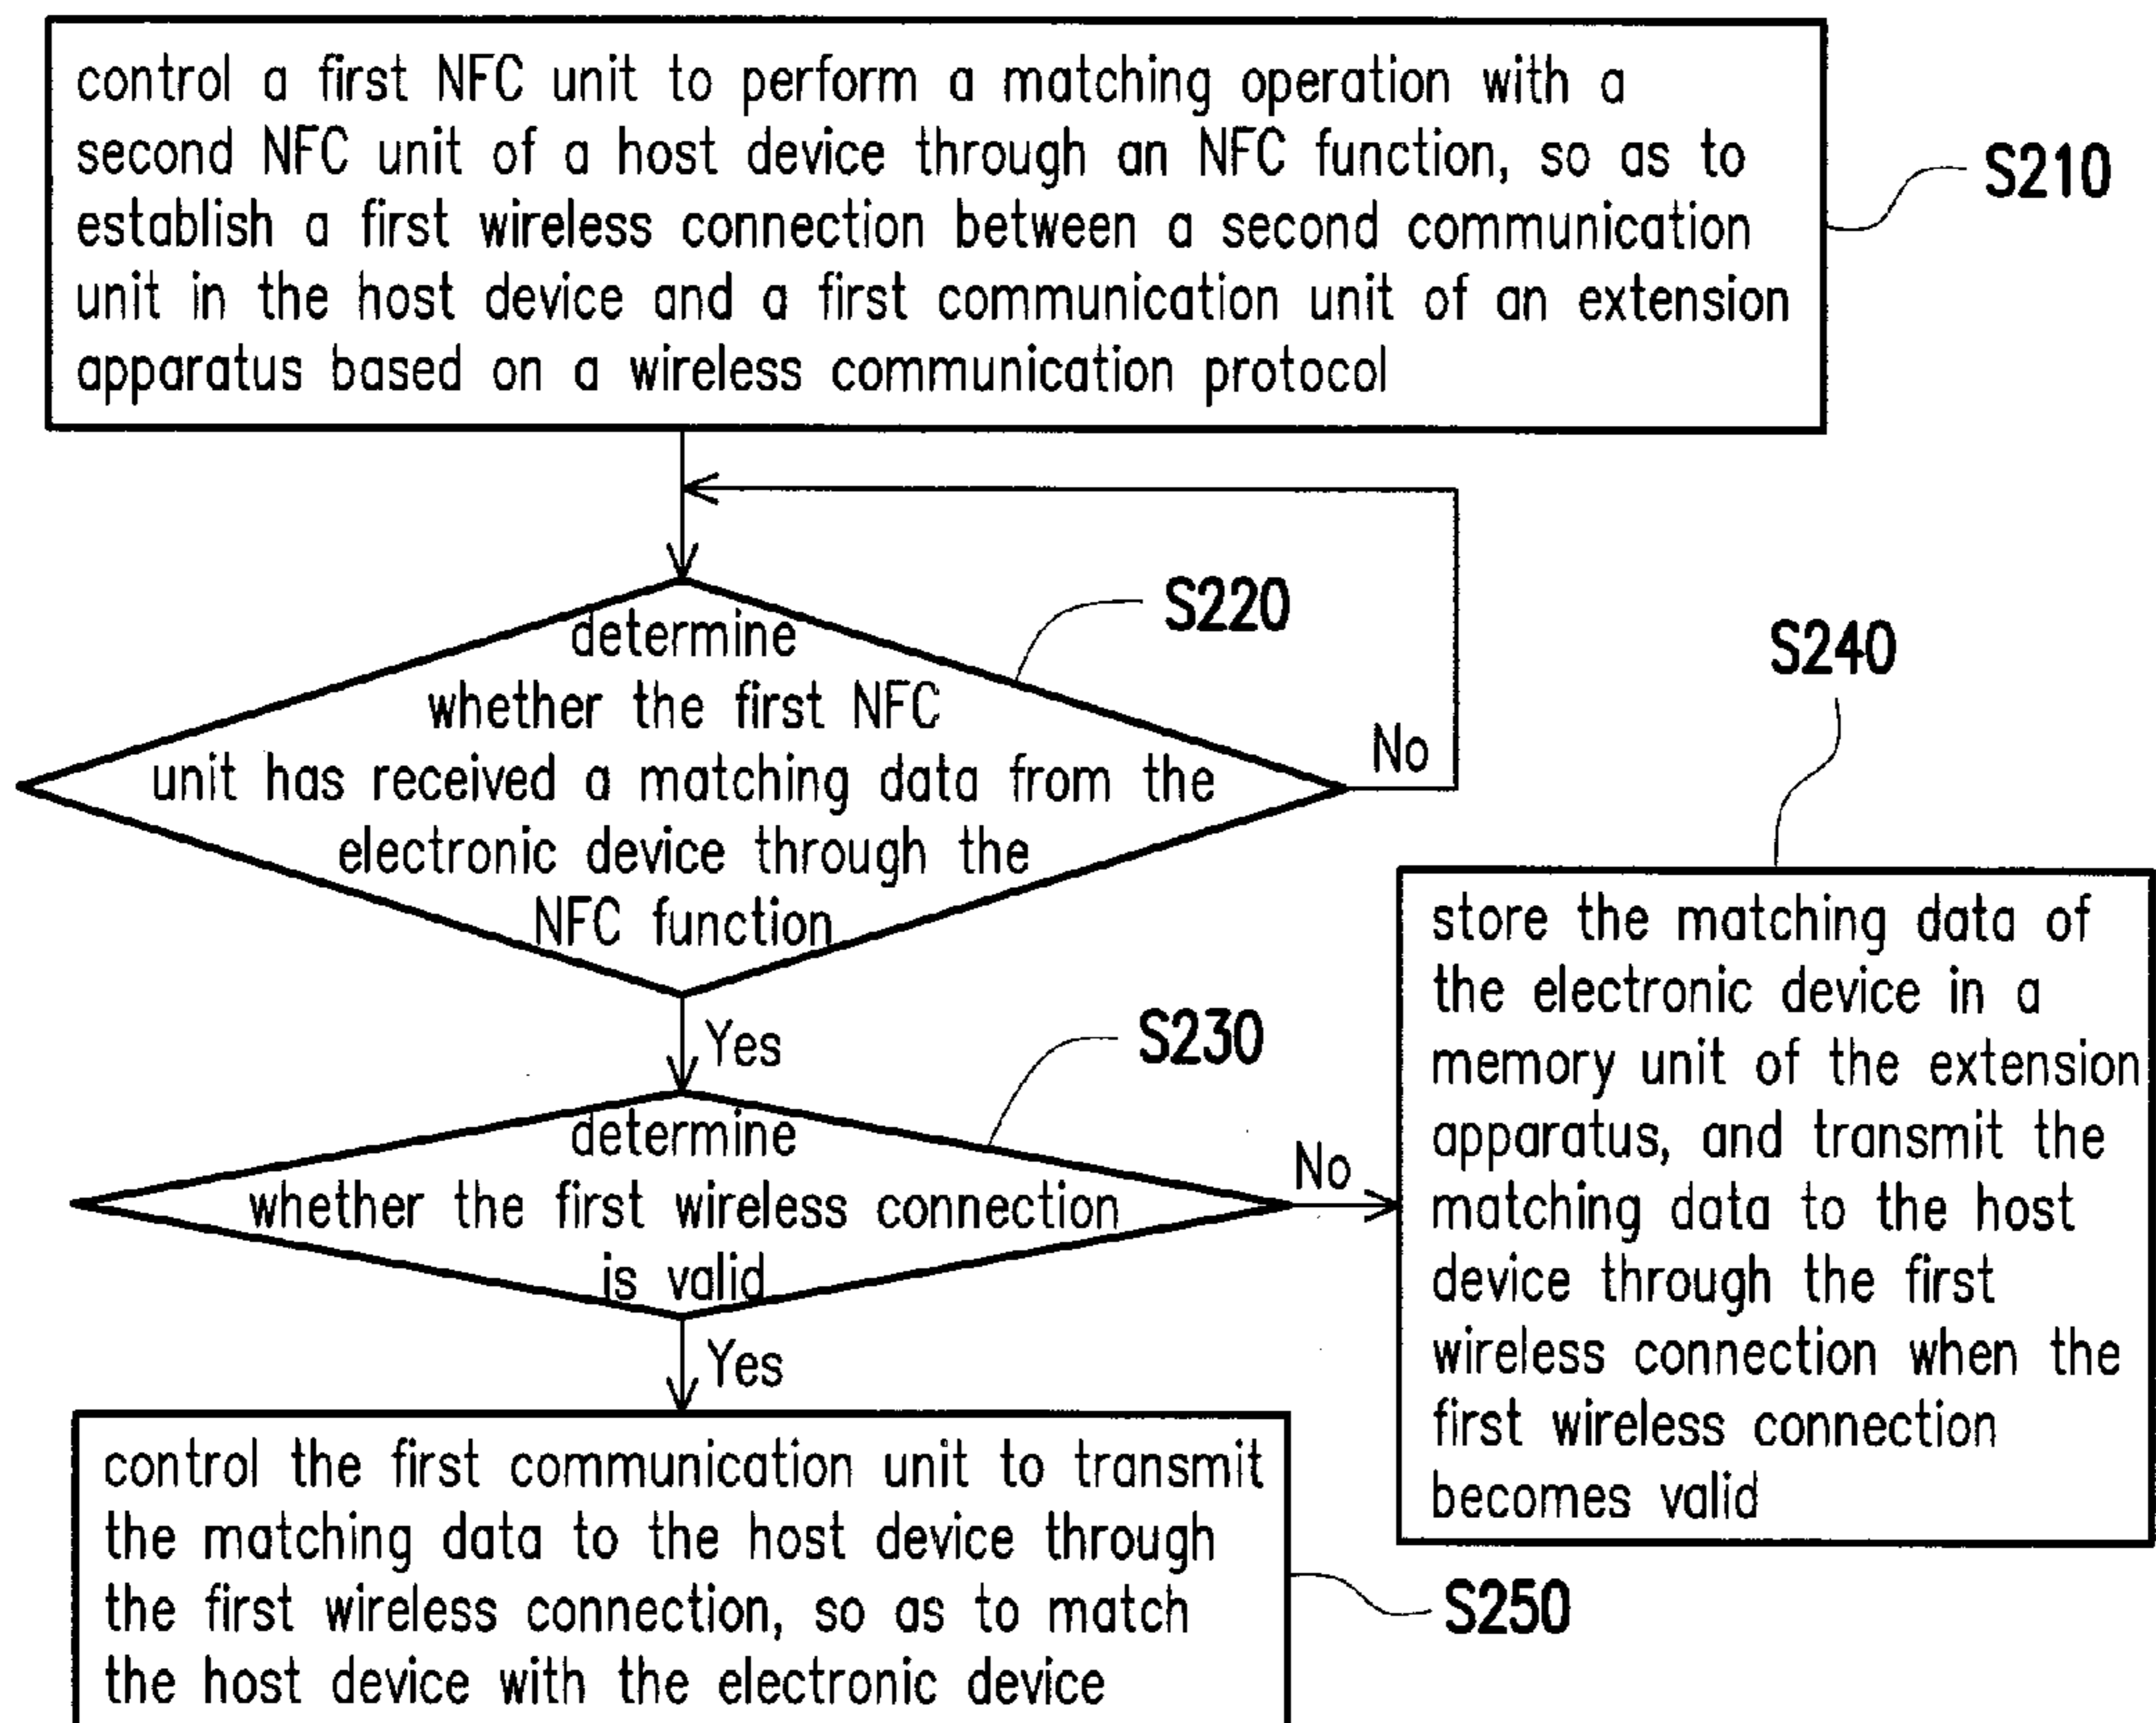 control a first NFC unit to perform a matching operation with a
second NFC unit of a host device through an NFC function, so as to
establish a first wireless connection between a second communication
unit in the host device and a first communication unit of an extension
apparatus based on a wireless communication protocol
S210
S220
determine
whether the first NFC
unit has received a matching data from the
electronic device through the
NFC function
No
Yes
S230
determine
whether the first wireless connection
is valid
No
Yes
S240
store the matching data of
the electronic device in a
memory unit of the extension
apparatus, and transmit the
matching data to the host
device through the first
wireless connection when the
first wireless connection
becomes valid
control the first communication unit to transmit
the matching data to the host device through
the first wireless connection, so as to match
the host device with the electronic device
S250